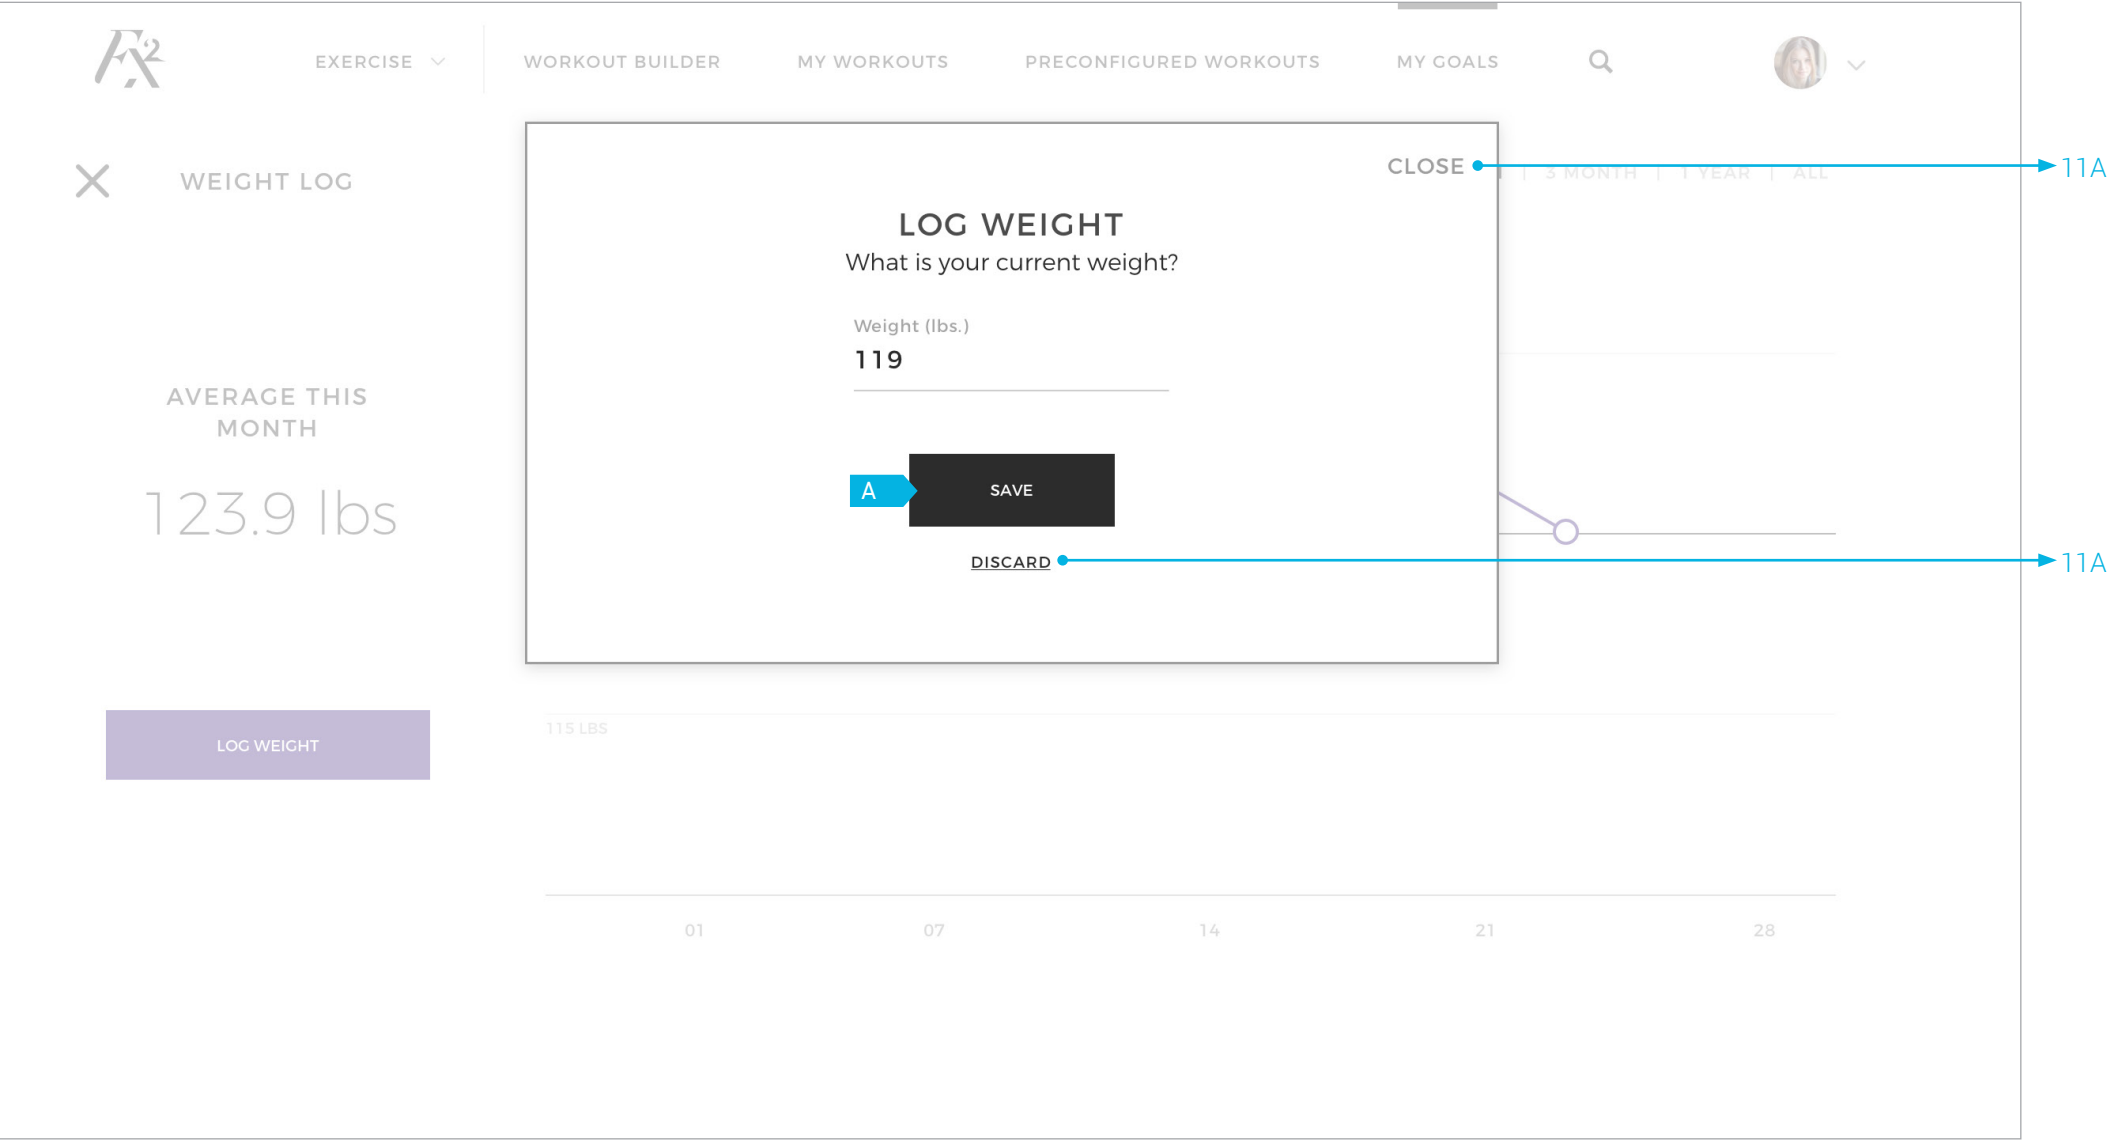 FX2
EXERCISE
WORKOUT BUILDER
MY WORKOUTS
PRECONFIGURED WORKOUTS
MY GOALS
WEIGHT LOG
CLOSE
11A
3 MONTH | 1 YEAR | ALL
LOG WEIGHT
What is your current weight?
Weight (lbs.)
119
AVERAGE THIS
MONTH
123.9 lbs
A
SAVE
DISCARD
11A
LOG WEIGHT
115 LBS
01 07 14 21 28